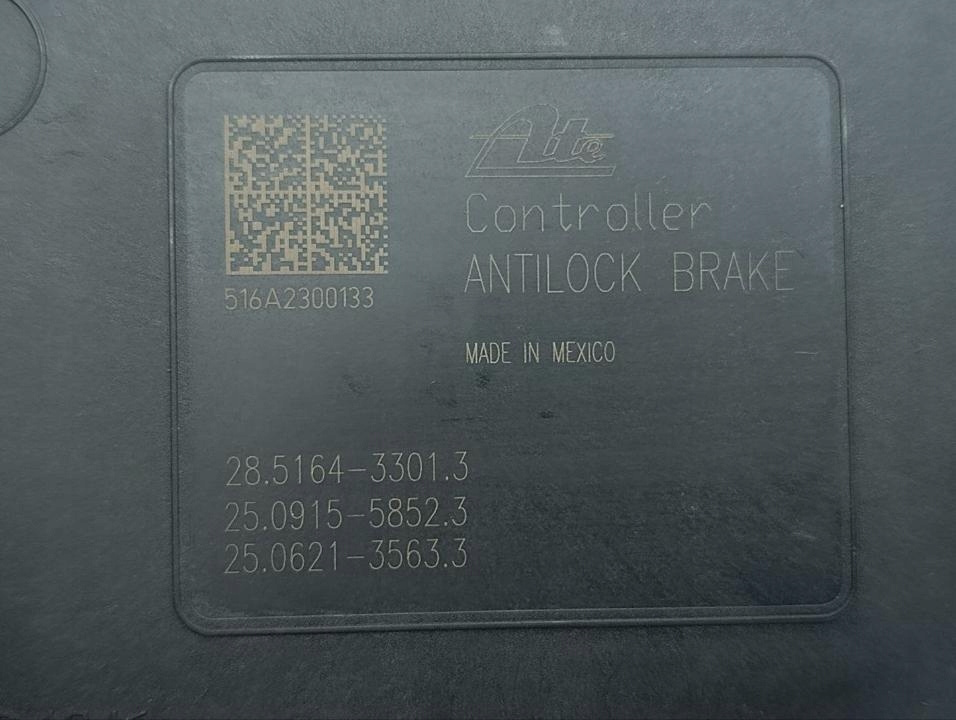 Ate
Controller
ANTILOCK BRAKE
516A2300133
MADE IN MEXICO
28.5164-3301.3
25.0915-5852.3
25.0621-3563.3